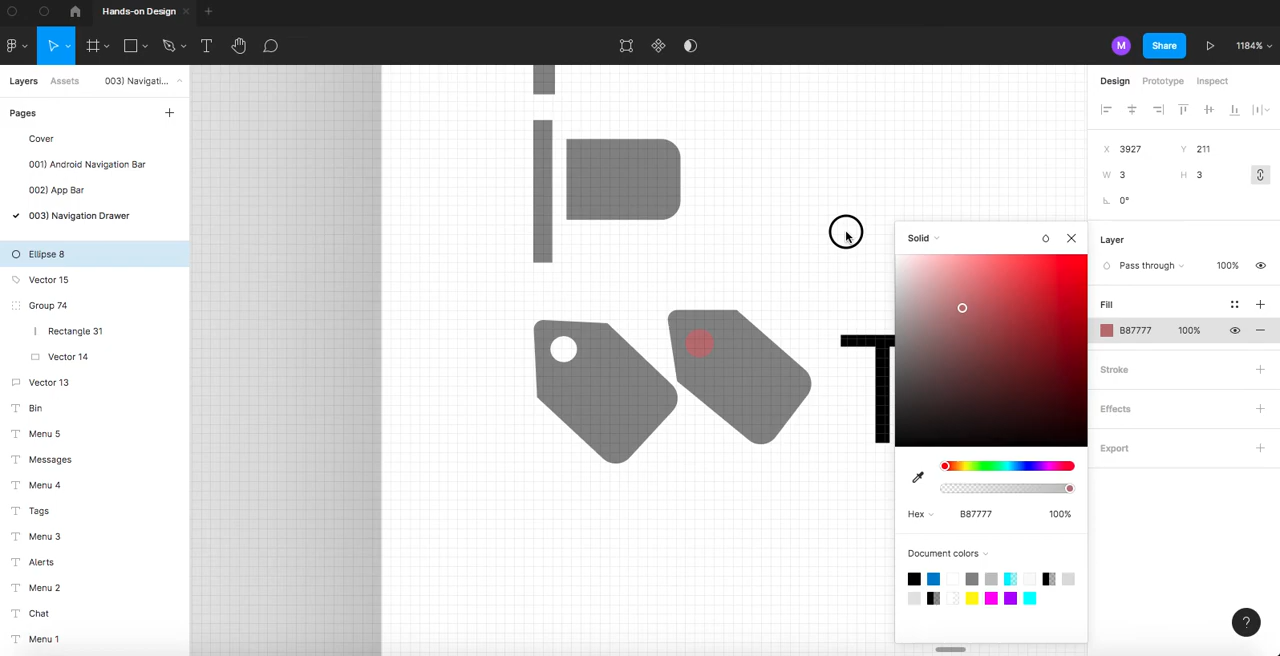 Hands-on Design
Share
M
1184%
Layers
Assets
003) Navigati...
Design
Prototype
Inspect
Pages
Cover
001) Android Navigation Bar
002) App Bar
003) Navigation Drawer
X 3927
Y 211
W 3
H 3
0°
Layer
Pass through
100%
Fill
B87777
100%
Stroke
Effects
Export
Ellipse 8
Vector 15
Group 74
Rectangle 31
Vector 14
Vector 13
Bin
Menu 5
Messages
Menu 4
Tags
Menu 3
Alerts
Menu 2
Chat
Menu 1
Solid
Hex
B87777
100%
Document colors
?